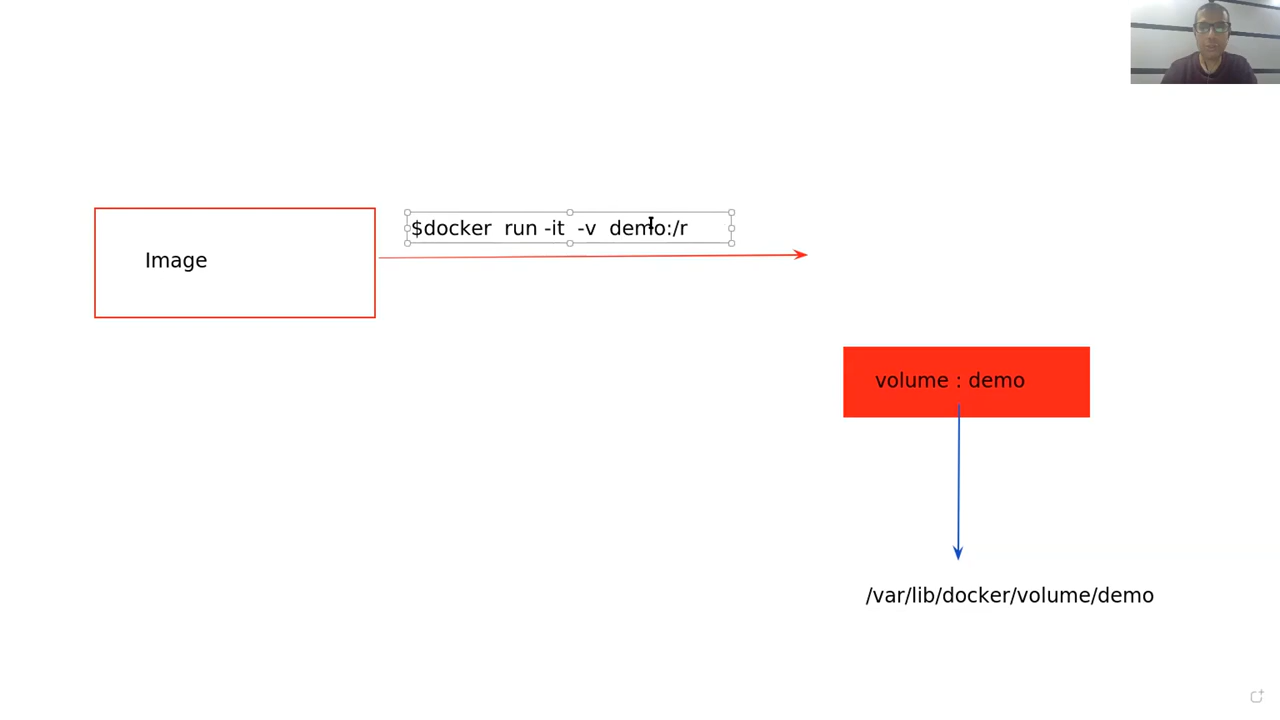 $docker run -it -v demo:/r
Image
volume : demo
/var/lib/docker/volume/demo